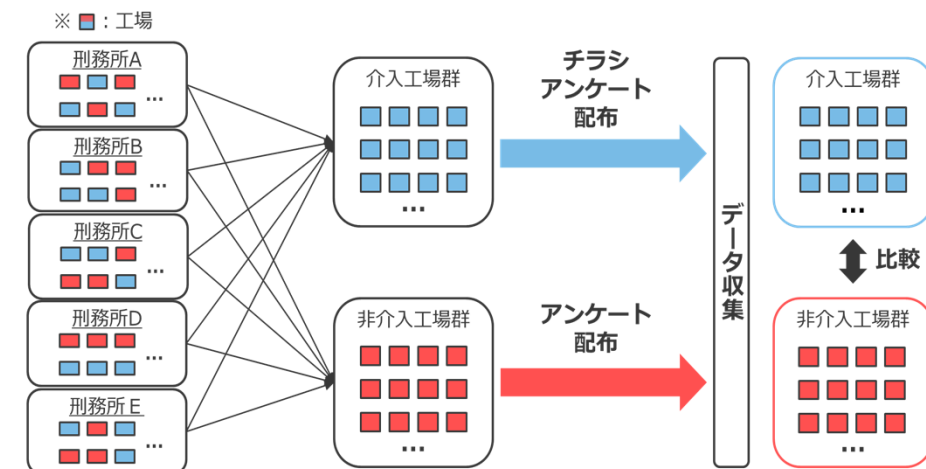 ※ : 工場
刑務所A
...
刑務所B
...
刑務所C
...
刑務所D
...
刑務所E
...
介入工場群
...
非介入工場群
...
チラシ
アンケート
配布
アンケート
配布
データ収集
介入工場群
...
比較
非介入工場群
...